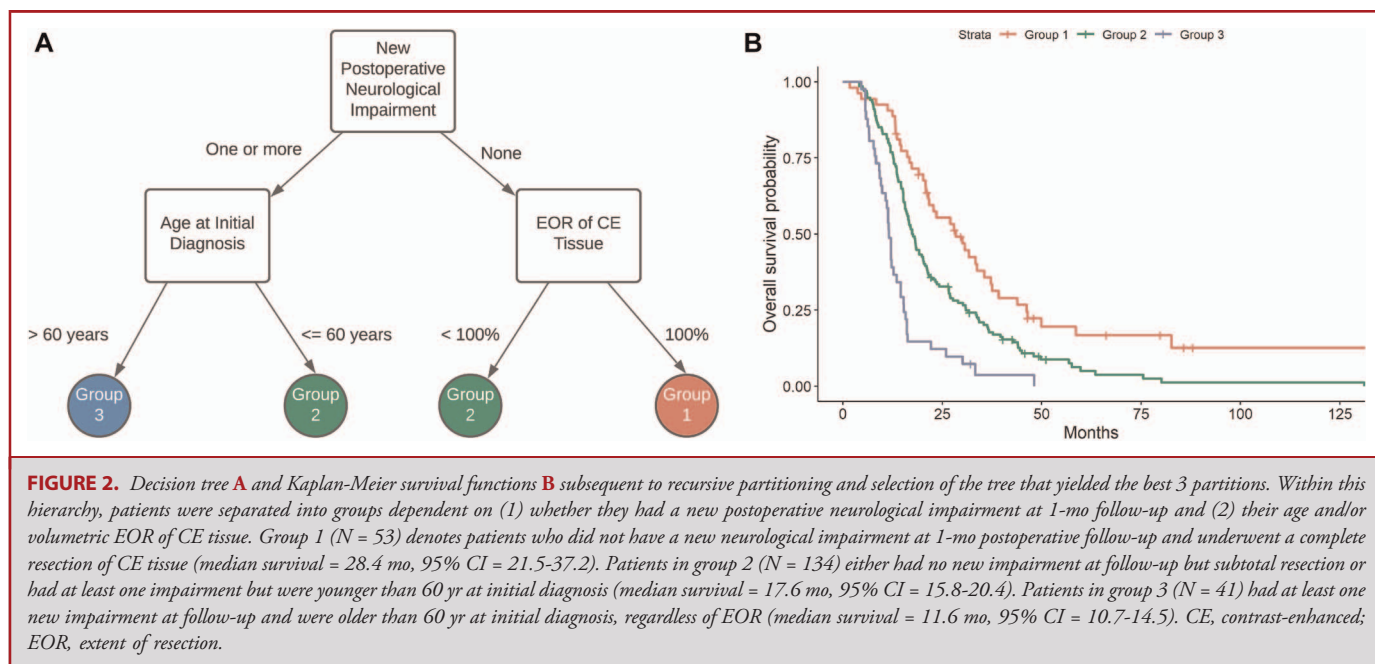 A
New
Postoperative
Neurological
Impairment
One or more
None
Age at Initial
Diagnosis
EOR of CE
Tissue
> 60 years
<= 60 years
< 100%
100%
Group
3
Group
2
Group
2
Group
1
B
Strata Group 1 Group 2 Group 3
Overall survival probability
1.00
0.75
0.50
0.25
0.00
0 25 50 75 100 125
Months
FIGURE 2. Decision tree A and Kaplan-Meier survival functions B subsequent to recursive partitioning and selection of the tree that yielded the best 3 partitions. Within this
hierarchy, patients were separated into groups dependent on (1) whether they had a new postoperative neurological impairment at 1-mo follow-up and (2) their age and/or
volumetric EOR of CE tissue. Group 1 (N = 53) denotes patients who did not have a new neurological impairment at 1-mo postoperative follow-up and underwent a complete
resection of CE tissue (median survival = 28.4 mo, 95% CI = 21.5-37.2). Patients in group 2 (N = 134) either had no new impairment at follow-up but subtotal resection or
had at least one impairment but were younger than 60 yr at initial diagnosis (median survival = 17.6 mo, 95% CI = 15.8-20.4). Patients in group 3 (N = 41) had at least one
new impairment at follow-up and were older than 60 yr at initial diagnosis, regardless of EOR (median survival = 11.6 mo, 95% CI = 10.7-14.5). CE, contrast-enhanced;
EOR, extent of resection.